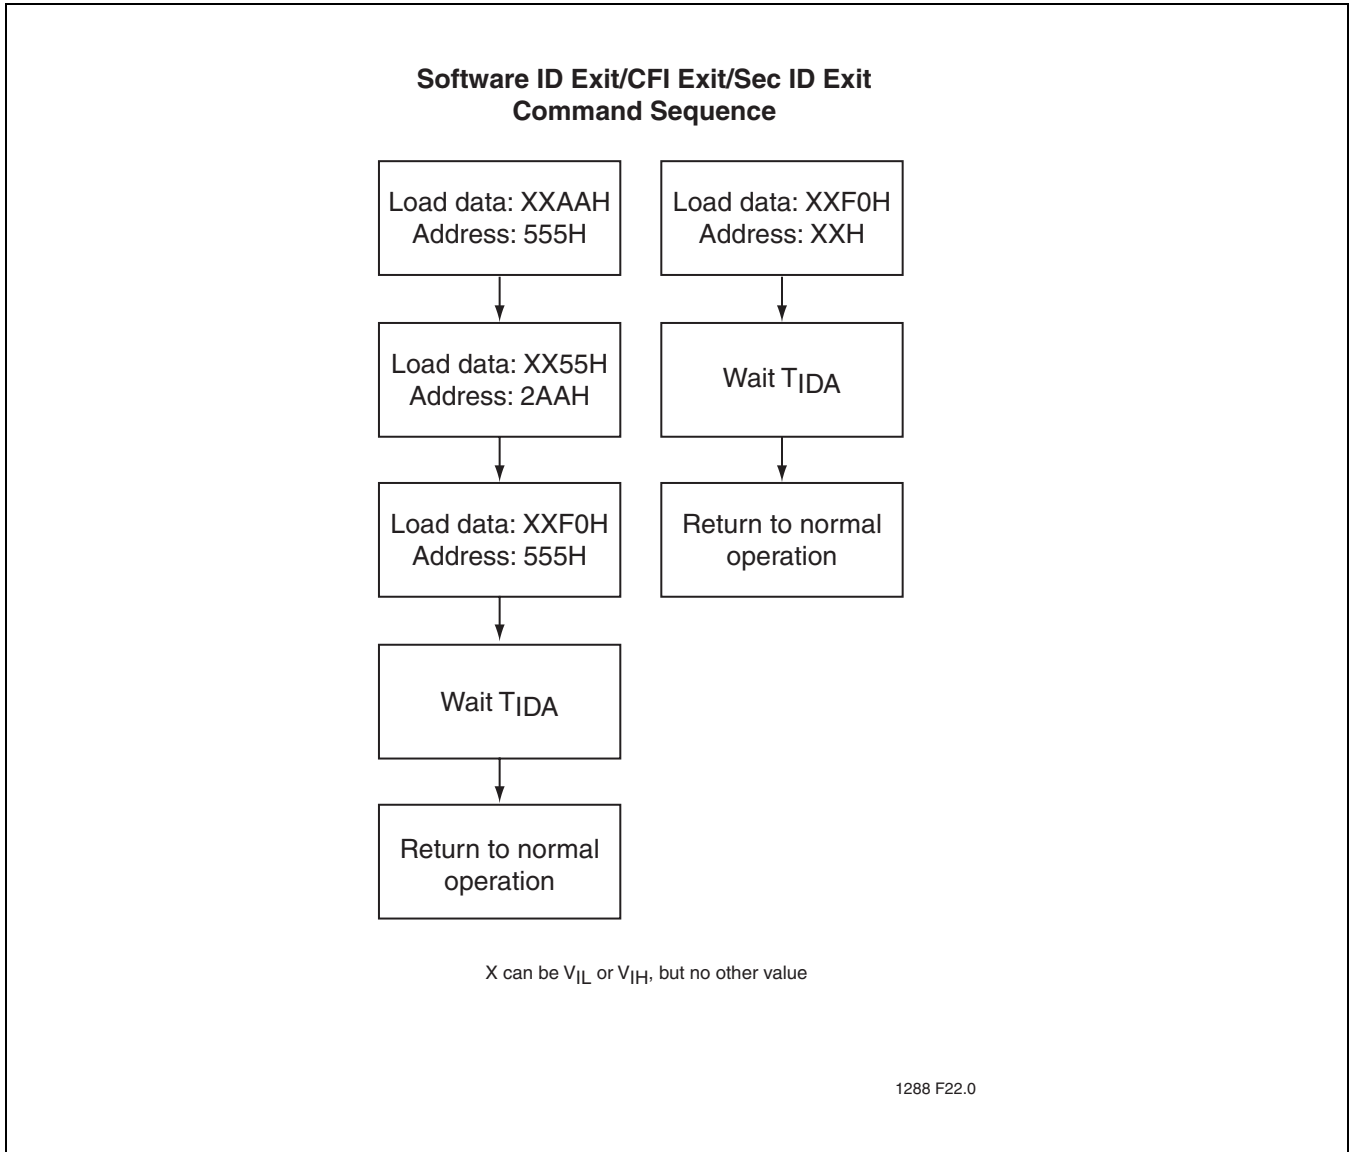 Software ID Exit/CFI Exit/Sec ID Exit
Command Sequence
Load data: XXAAH
Address: 555H
Load data: XX55H
Address: 2AAH
Load data: XXF0H
Address: 555H
Wait TIDA
Return to normal
operation
Load data: XXF0H
Address: XXH
Wait TIDA
Return to normal
operation
X can be VIL or VIH, but no other value
1288 F22.0